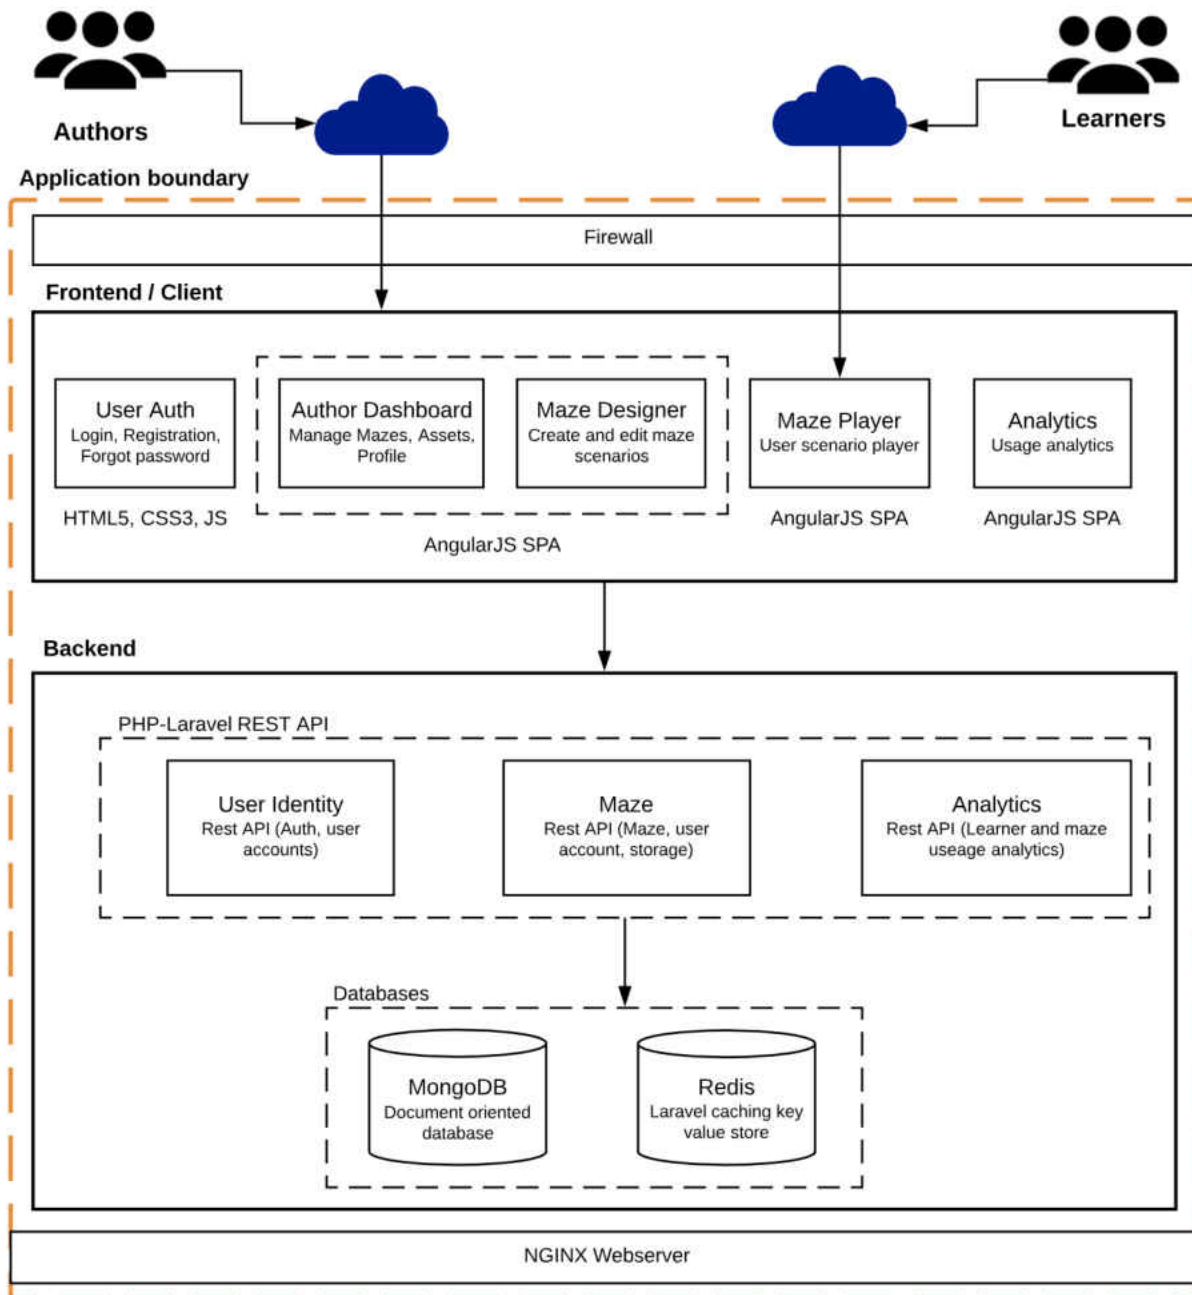 Authors
Learners
Application boundary
Firewall
Frontend / Client
User Auth
Login, Registration,
Forgot password
HTML5, CSS3, JS
Author Dashboard
Manage Mazes, Assets,
Profile
Maze Designer
Create and edit maze
scenarios
AngularJS SPA
Maze Player
User scenario player
AngularJS SPA
Analytics
Usage analytics
AngularJS SPA
Backend
PHP-Laravel REST API
User Identity
Rest API (Auth, user
accounts)
Maze
Rest API (Maze, user
account, storage)
Analytics
Rest API (Learner and maze
useage analytics)
Databases
MongoDB
Document oriented
database
Redis
Laravel caching key
value store
NGINX Webserver